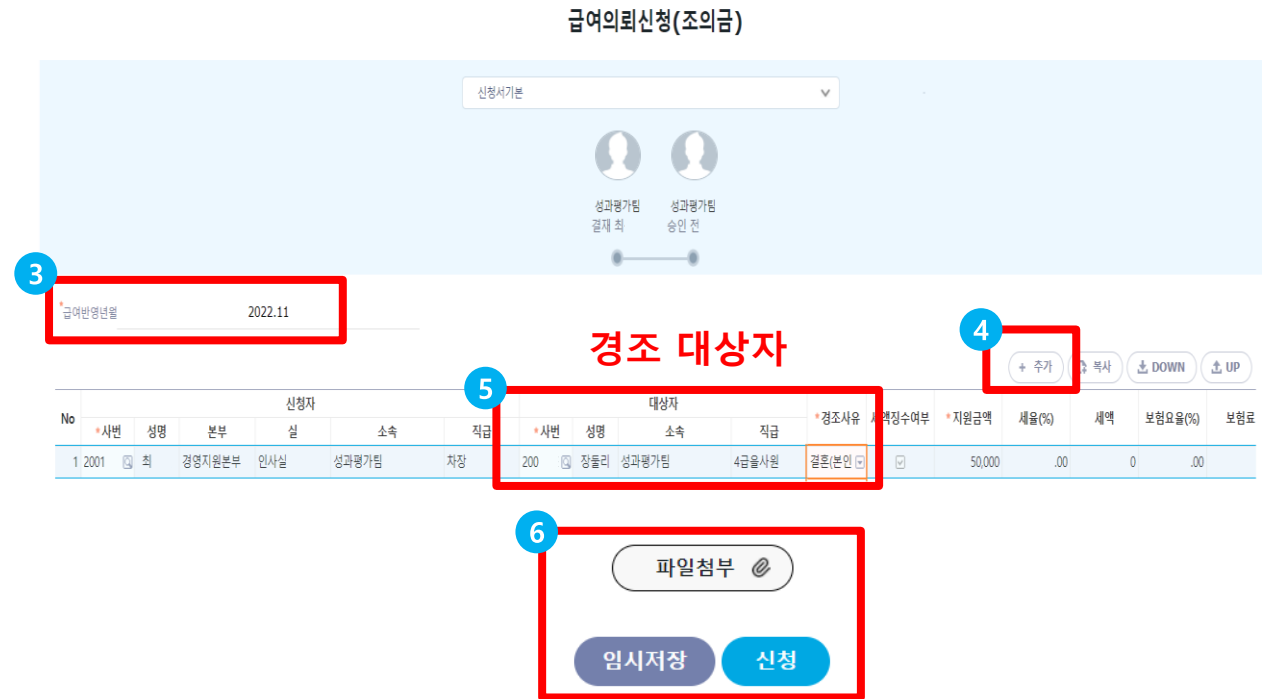 급여의뢰신청(조의금)
신청서기본
성과평가팀 성과평가팀
결재 최 승인 전
3
*급여반영년월 2022.11
경조 대상자
4
+ 추가 복사 DOWN UP
5
No 신청자 대상자 *경조사유 *지원금액 세율(%) 세액 보험요율(%) 보험료
*사번 성명 본부 실 소속 직급 *사번 성명 소속 직급
1 2001 최 경영지원본부 인사실 성과평가팀 차장 200 장둘리 성과평가팀 4급을사원 결혼(본인 50,000 .00 0 .00
6
파일첨부
임시저장 신청